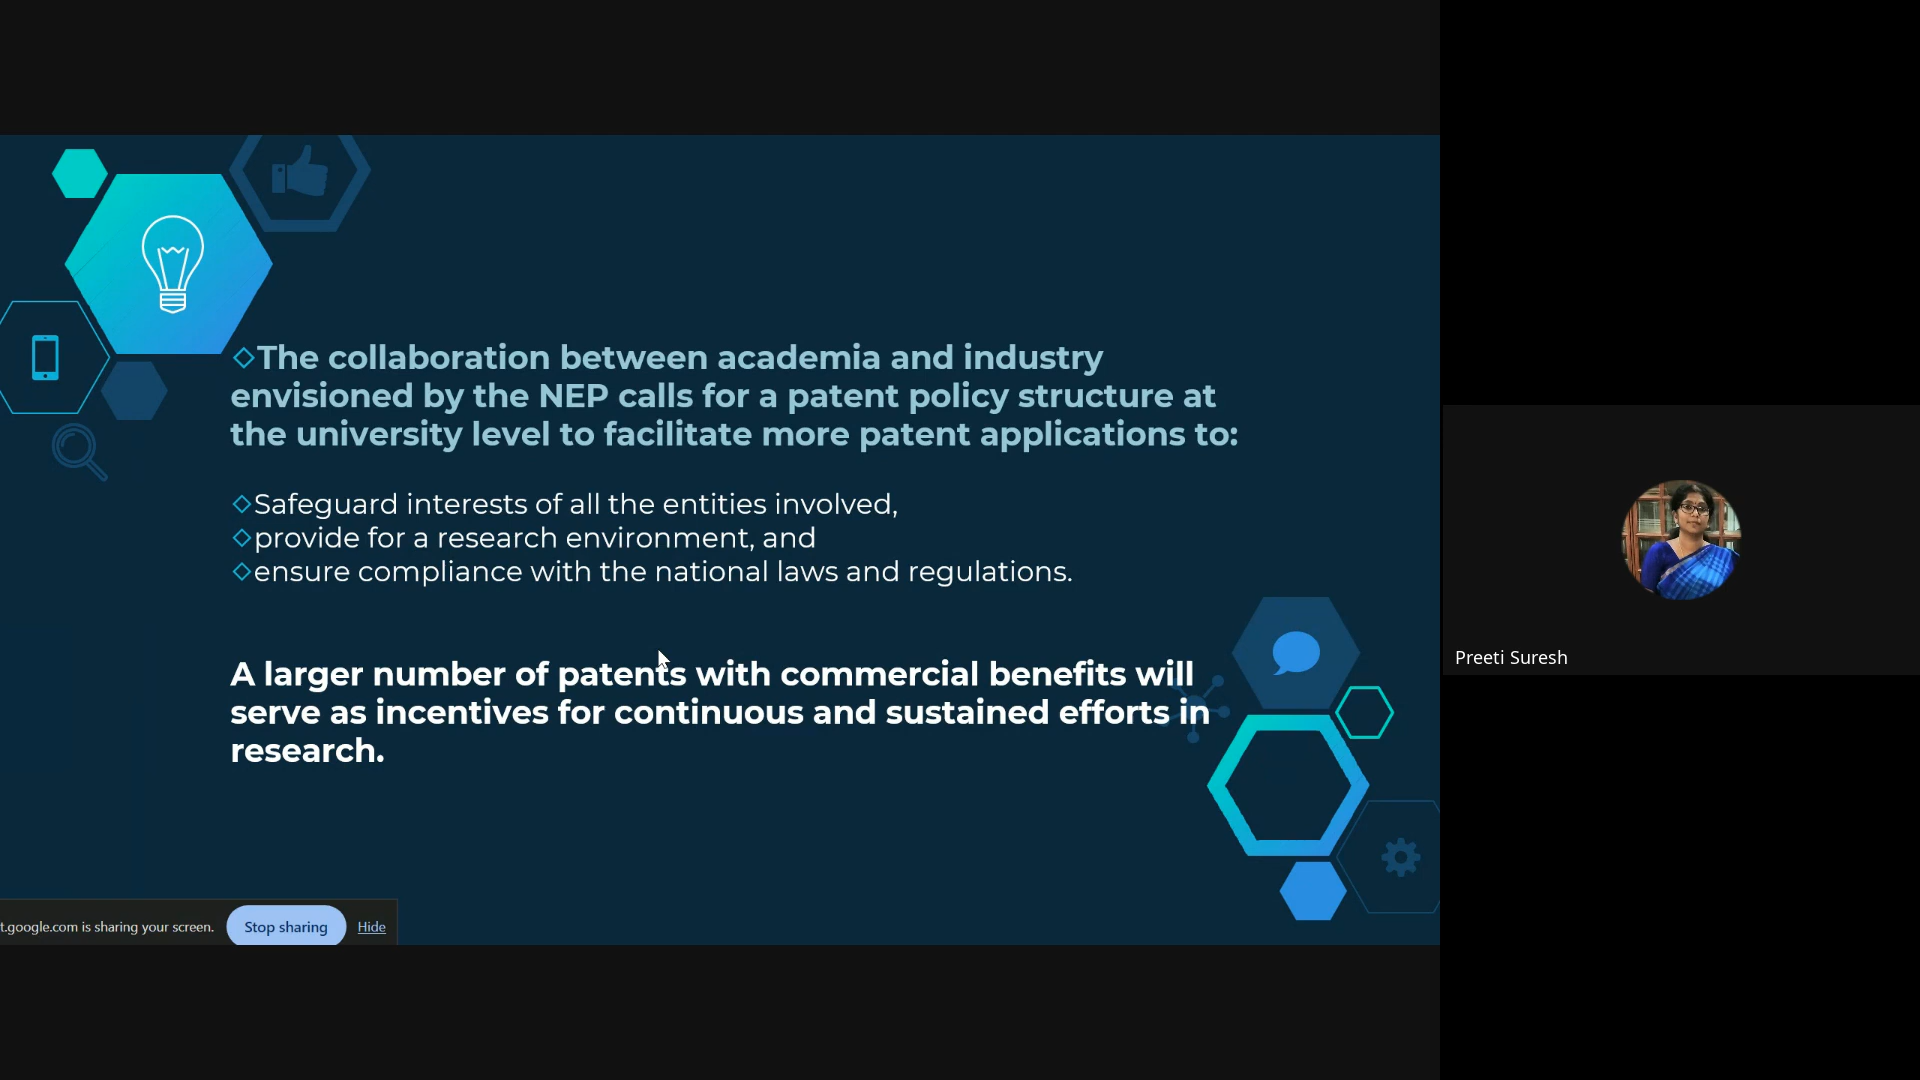 The collaboration between academia and industry
envisioned by the NEP calls for a patent policy structure at
the university level to facilitate more patent applications to:
Safeguard interests of all the entities involved,
provide for a research environment, and
ensure compliance with the national laws and regulations.
A larger number of patents with commercial benefits will
serve as incentives for continuous and sustained efforts in
research.
t.google.com is sharing your screen. Stop sharing Hide
Preeti Suresh